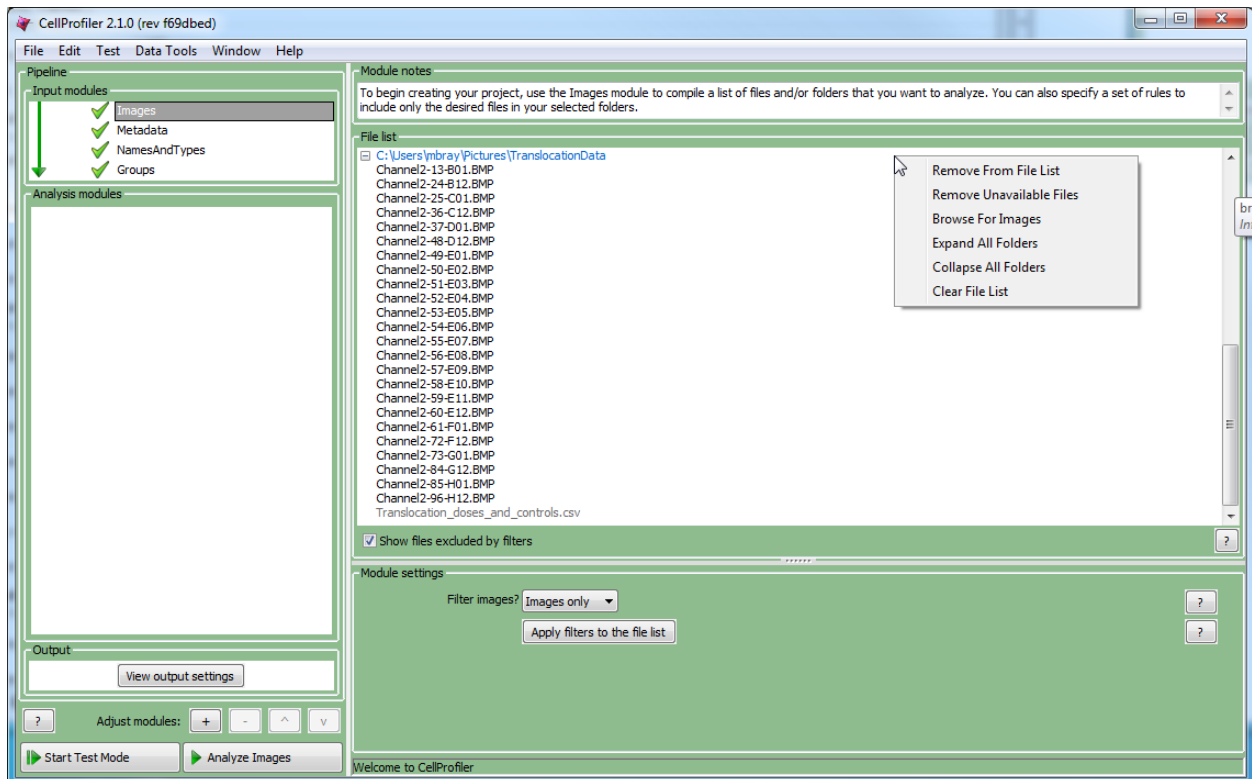 CellProfiler 2.1.0 (rev f69dbed)
File Edit Test Data Tools Window Help
Pipeline
Input modules
Images
Metadata
NamesAndTypes
Groups
Analysis modules
Output
View output settings
? Adjust modules: + - ^ v
Start Test Mode Analyze Images
Module notes
To begin creating your project, use the Images module to compile a list of files and/or folders that you want to analyze. You can also specify a set of rules to
include only the desired files in your selected folders.
File list
C:\Users\mbray\Pictures\TranslocationData
Channel2-13-B01.BMP
Channel2-24-B12.BMP
Channel2-25-C01.BMP
Channel2-36-C12.BMP
Channel2-37-D01.BMP
Channel2-48-D12.BMP
Channel2-49-E01.BMP
Channel2-50-E02.BMP
Channel2-51-E03.BMP
Channel2-52-E04.BMP
Channel2-53-E05.BMP
Channel2-54-E06.BMP
Channel2-55-E07.BMP
Channel2-56-E08.BMP
Channel2-57-E09.BMP
Channel2-58-E10.BMP
Channel2-59-E11.BMP
Channel2-60-E12.BMP
Channel2-61-F01.BMP
Channel2-72-F12.BMP
Channel2-73-G01.BMP
Channel2-84-G12.BMP
Channel2-85-H01.BMP
Channel2-96-H12.BMP
Translocation_doses_and_controls.csv
Remove From File List
Remove Unavailable Files
Browse For Images
Expand All Folders
Collapse All Folders
Clear File List
Show files excluded by filters ?
Module settings
Filter images? Images only ?
Apply filters to the file list ?
Welcome to CellProfiler